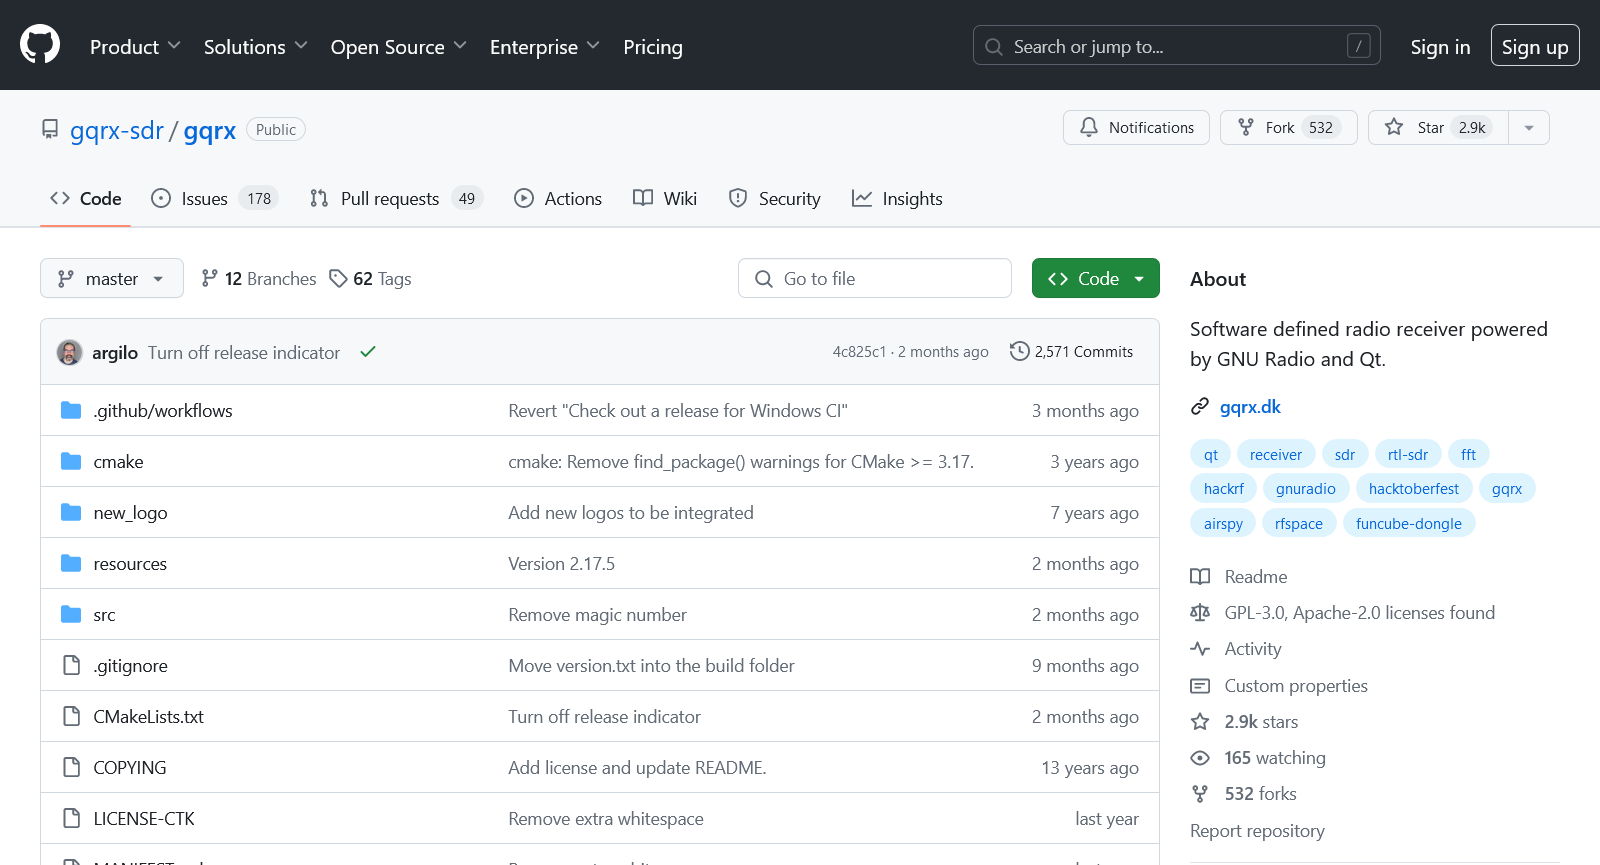 Product Solutions Open Source Enterprise Pricing Search or jump to... / Sign in Sign up
gqrx-sdr / gqrx Public Notifications Fork 532 Star 2.9k
Code Issues 178 Pull requests 49 Actions Wiki Security Insights
master 12 Branches 62 Tags Go to file Code
argilo Turn off release indicator 4c825c1 · 2 months ago 2,571 Commits
.github/workflows Revert "Check out a release for Windows CI" 3 months ago
cmake cmake: Remove find_package() warnings for CMake >= 3.17. 3 years ago
new_logo Add new logos to be integrated 7 years ago
resources Version 2.17.5 2 months ago
src Remove magic number 2 months ago
.gitignore Move version.txt into the build folder 9 months ago
CMakeLists.txt Turn off release indicator 2 months ago
COPYING Add license and update README. 13 years ago
LICENSE-CTK Remove extra whitespace last year
About
Software defined radio receiver powered
by GNU Radio and Qt.
gqrx.dk
qt receiver sdr rtl-sdr fft
hackrf gnuradio hacktoberfest gqrx
airspy rfspace funcube-dongle
Readme
GPL-3.0, Apache-2.0 licenses found
Activity
Custom properties
2.9k stars
165 watching
532 forks
Report repository